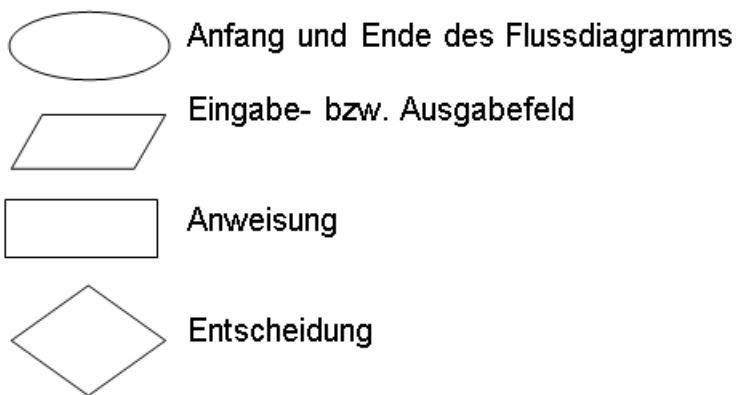 Anfang und Ende des Flussdiagramms
Eingabe- bzw. Ausgabefeld
Anweisung
Entscheidung